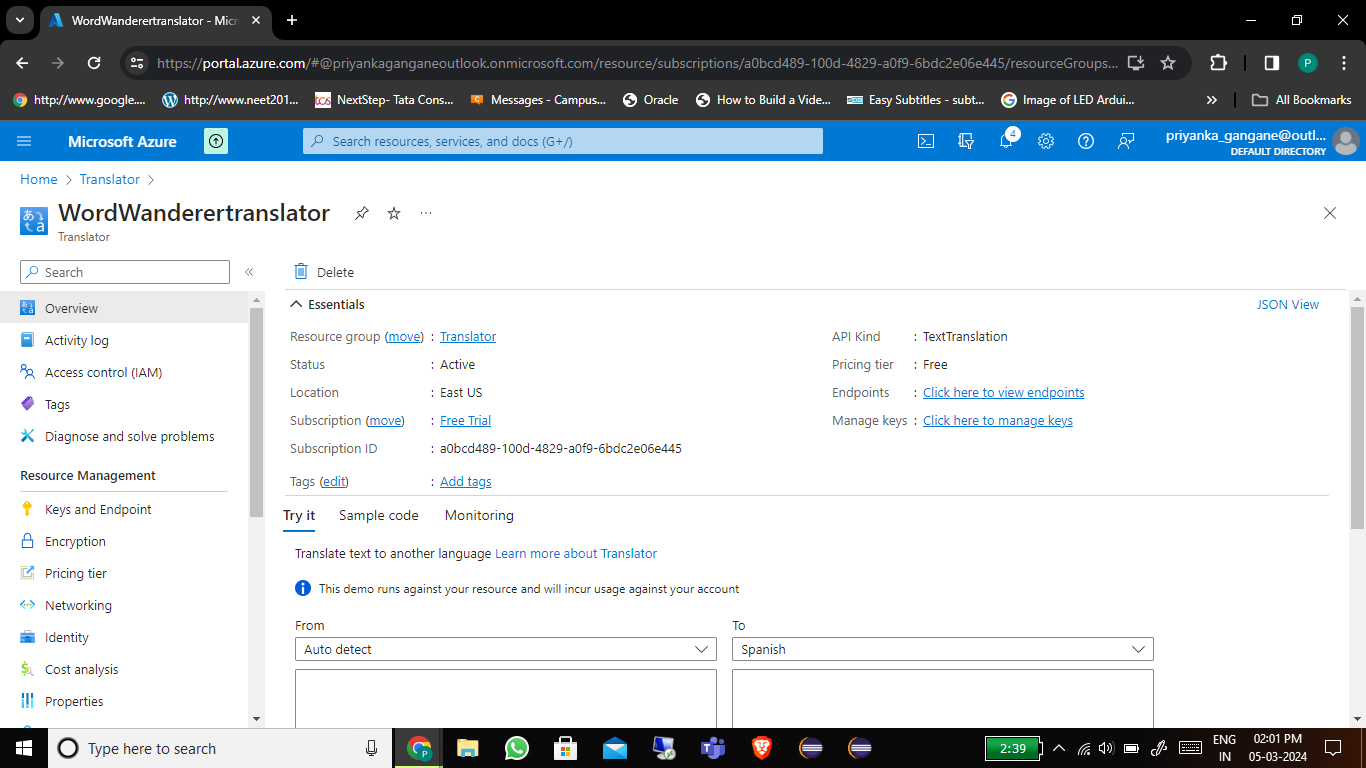 WordWanderertranslator - Micr
https://portal.azure.com/#@priyankaganganeoutlook.onmicrosoft.com/resource/subscriptions/a0bcd489-100d-4829-a0f9-6bdc2e06e445/resourceGroups...
P
http://www.google....
http://www.neet201...
NextStep- Tata Cons...
Messages - Campus...
Oracle
How to Build a Vide...
Easy Subtitles - subt...
Image of LED Ardui...
All Bookmarks
Microsoft Azure
Search resources, services, and docs (G+/)
4
priyanka_gangane@outl...
DEFAULT DIRECTORY
Home > Translator >
WordWanderertranslator
Translator
Search
Delete
Overview
Activity log
Access control (IAM)
Tags
Diagnose and solve problems
Resource Management
Keys and Endpoint
Encryption
Pricing tier
Networking
Identity
Cost analysis
Properties
Essentials
JSON View
Resource group (move) : Translator
Status : Active
Location : East US
Subscription (move) : Free Trial
Subscription ID : a0bcd489-100d-4829-a0f9-6bdc2e06e445
Tags (edit) : Add tags
API Kind : TextTranslation
Pricing tier : Free
Endpoints : Click here to view endpoints
Manage keys : Click here to manage keys
Try it Sample code Monitoring
Translate text to another language Learn more about Translator
This demo runs against your resource and will incur usage against your account
From
Auto detect
To
Spanish
Type here to search
2:39
ENG
IN
02:01 PM
05-03-2024